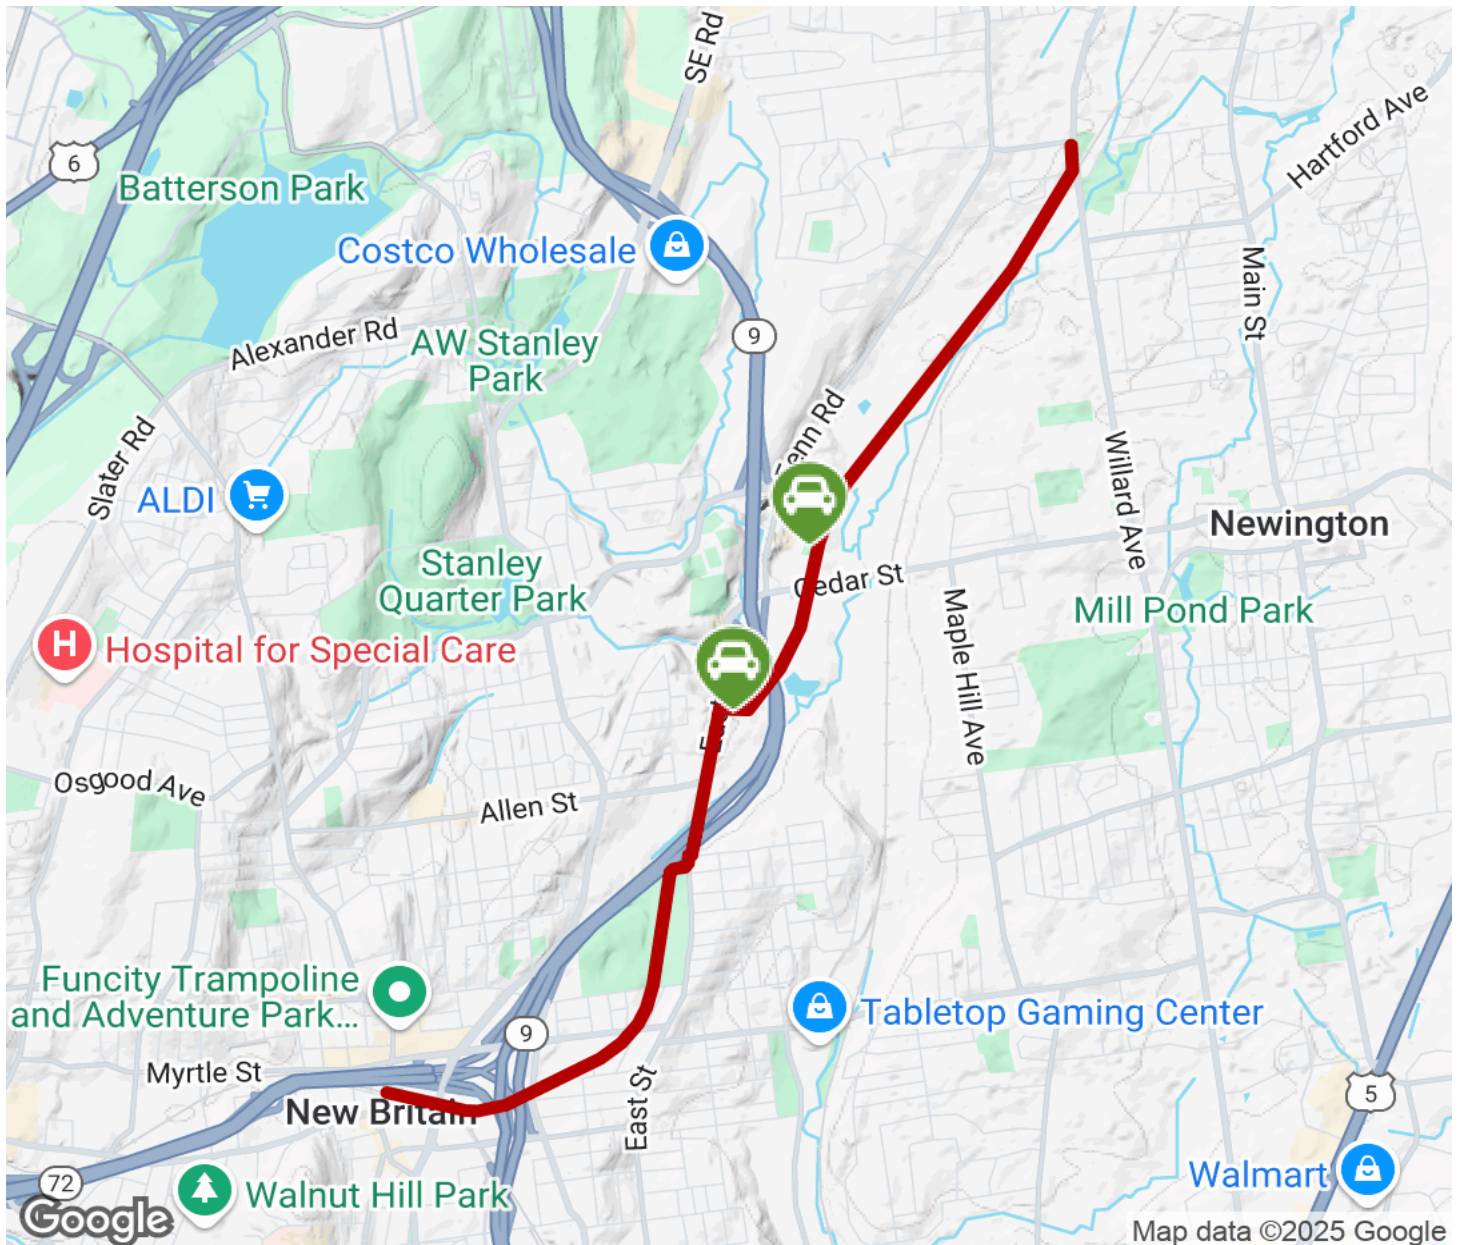 SE Rd
Hartford Ave
6
Batterson Park
Costco Wholesale
Main St
9
Alexander Rd
AW Stanley
Park
Fenn Rd
Slater Rd
ALDI
Willard Ave
Newington
Stanley
Quarter Park
Cedar St
Maple Hill Ave
Mill Pond Park
H
Hospital for Special Care
Osgood Ave
Allen St
Funcity Trampoline
and Adventure Park...
Tabletop Gaming Center
9
Myrtle St
New Britain
East St
5
72
Walnut Hill Park
Walmart
Google
Map data ©2025 Google